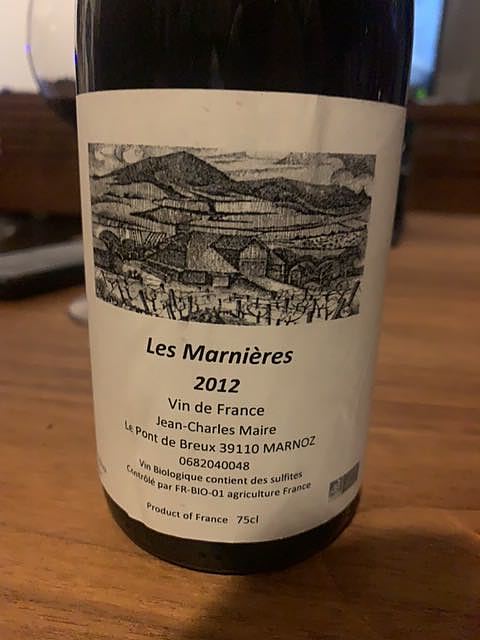 Les Marnières
2012
Vin de France
Jean-Charles Maire
Le Pont de Breux 39110 MARNOZ
0682040048
Vin Biologique contient des sulfites
Contrôlé par FR-BIO-01 agriculture France
Product of France 75cl